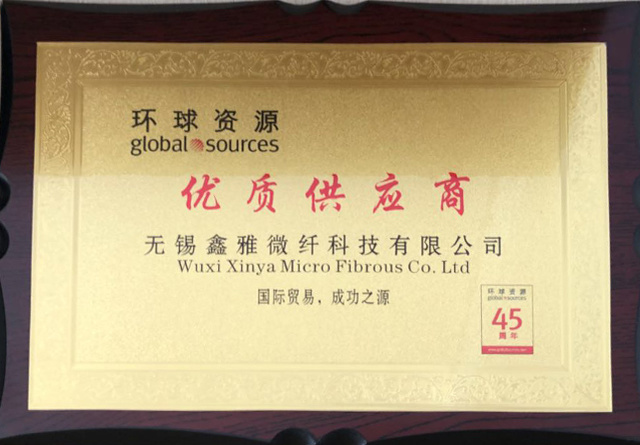 环球资源
global sources
优质供应商
无锡鑫雅微纤科技有限公司
Wuxi Xinya Micro Fibrous Co. Ltd
国际贸易，成功之源
环球资源
global sources
45
周年